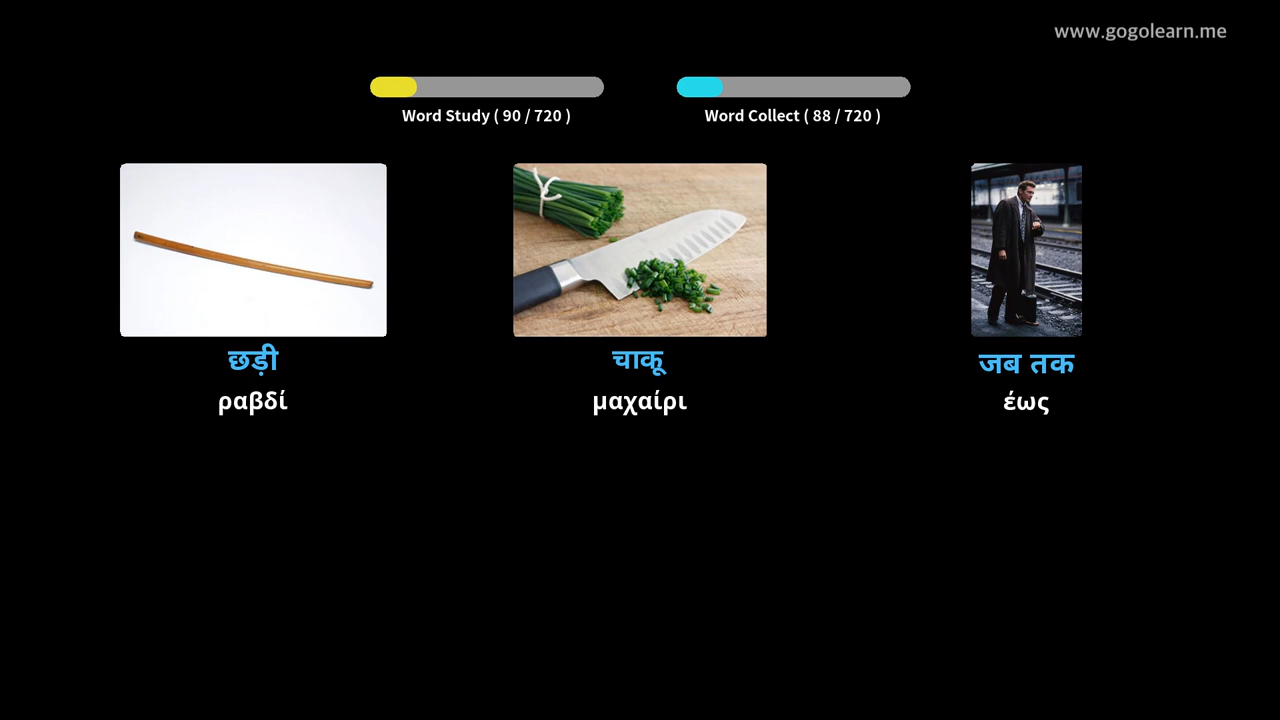 www.gogolearn.me
Word Study ( 90 / 720 )
Word Collect ( 88 / 720 )
छड़ी
चाकू
जब तक
ραβδί
μαχαίρι
έως